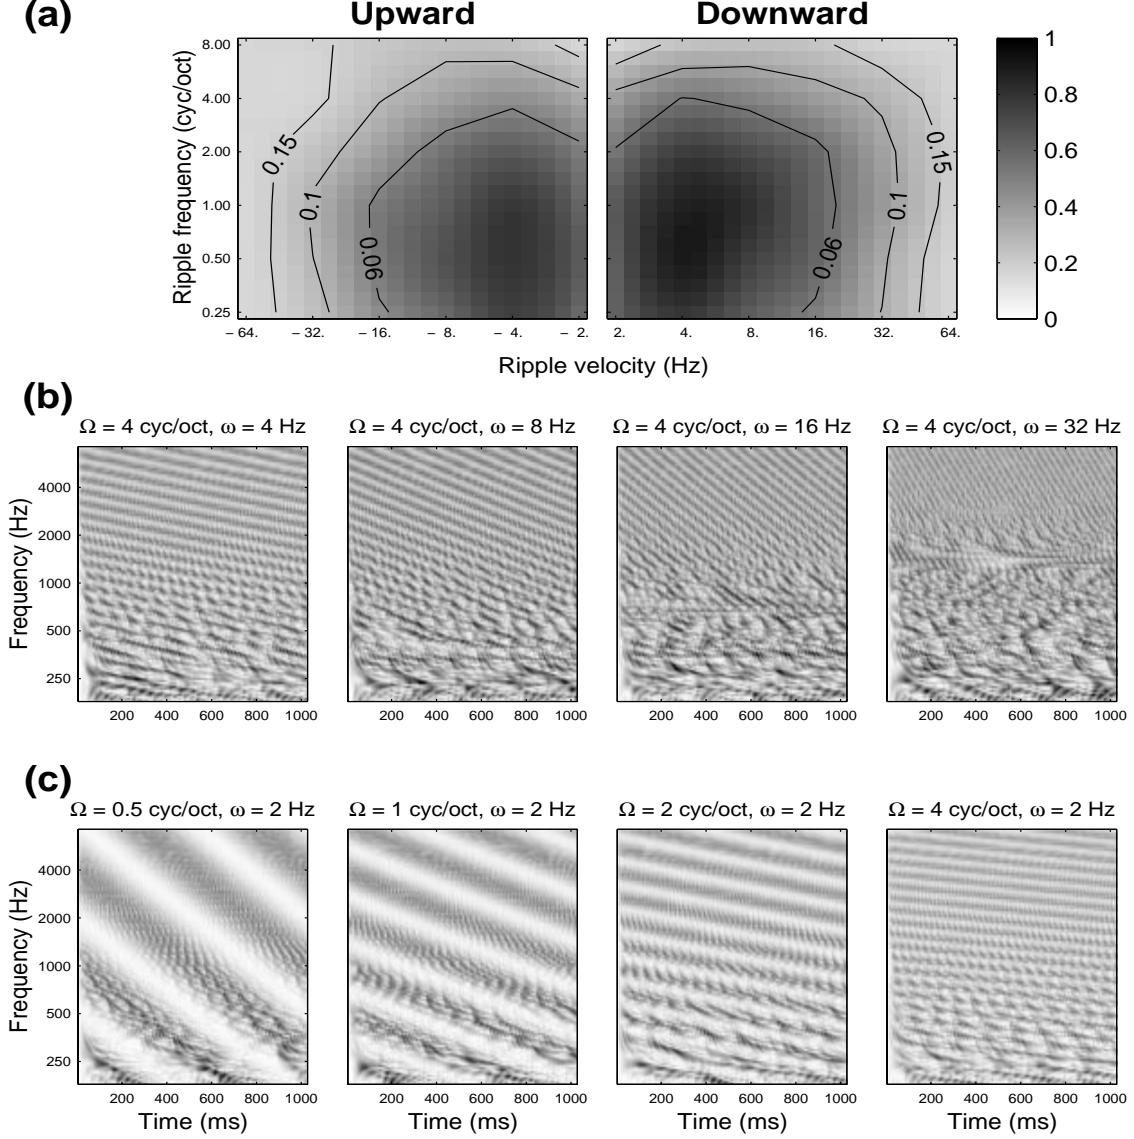 (a)
Upward Downward
8.00
4.00
2.00
1.00
0.50
0.25
Ripple frequency (cyc/oct)
0.15
0.1
0.06
0.06
0.1
0.15
1
0.8
0.6
0.4
0.2
0
− 64. − 32. − 16. − 8. − 4. − 2. 2. 4. 8. 16. 32. 64.
Ripple velocity (Hz)
(b)
Ω = 4 cyc/oct, ω = 4 Hz Ω = 4 cyc/oct, ω = 8 Hz Ω = 4 cyc/oct, ω = 16 Hz Ω = 4 cyc/oct, ω = 32 Hz
4000
2000
1000
500
250
Frequency (Hz)
200 400 600 800 1000 200 400 600 800 1000 200 400 600 800 1000 200 400 600 800 1000
(c)
Ω = 0.5 cyc/oct, ω = 2 Hz Ω = 1 cyc/oct, ω = 2 Hz Ω = 2 cyc/oct, ω = 2 Hz Ω = 4 cyc/oct, ω = 2 Hz
4000
2000
1000
500
250
Frequency (Hz)
200 400 600 800 1000 200 400 600 800 1000 200 400 600 800 1000 200 400 600 800 1000
Time (ms) Time (ms) Time (ms) Time (ms)